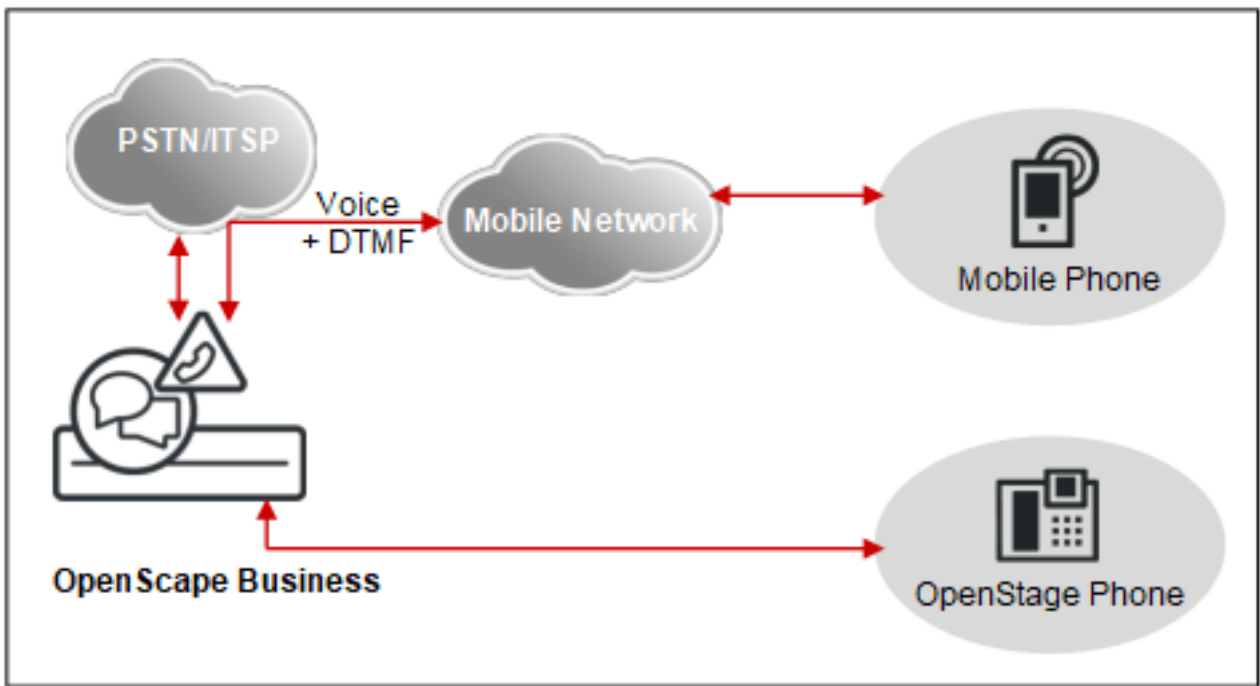 PSTN/ITSP
Voice
+ DTMF
Mobile Network
Mobile Phone
OpenScape Business
OpenStage Phone